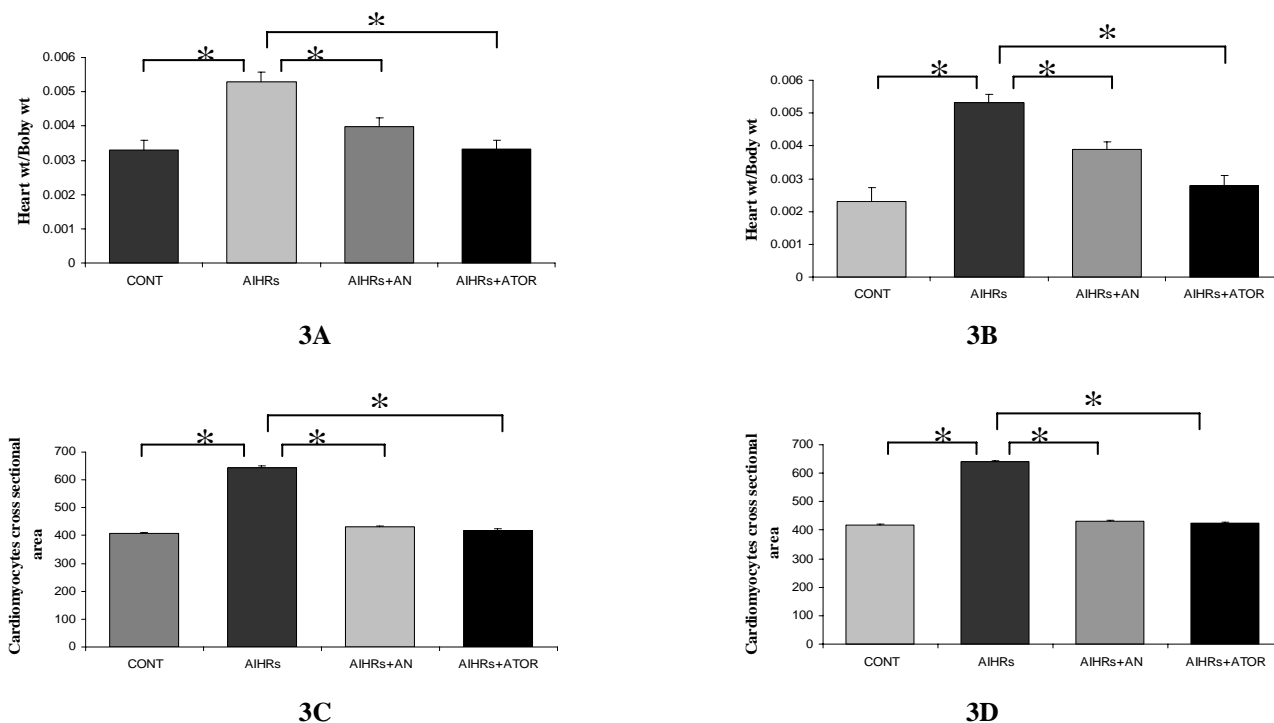 *
* *
0.006
0.005
0.004
0.003
0.002
0.001
0
Heart wt/Boby wt
CONT AIHRs AIHRs+AN AIHRs+ATOR
3A
*
* *
0.006
0.005
0.004
0.003
0.002
0.001
0
Heart wt/Body wt
CONT AIHRs AIHRs+AN AIHRs+ATOR
3B
*
* *
700
600
500
400
300
200
100
0
Cardiomyocytes cross sectional
area
CONT AIHRs AIHRs+AN AIHRs+ATOR
3C
*
* *
700
600
500
400
300
200
100
0
Cardiomyocytes cross sectional
area
CONT AIHRs AIHRs+AN AIHRs+ATOR
3D